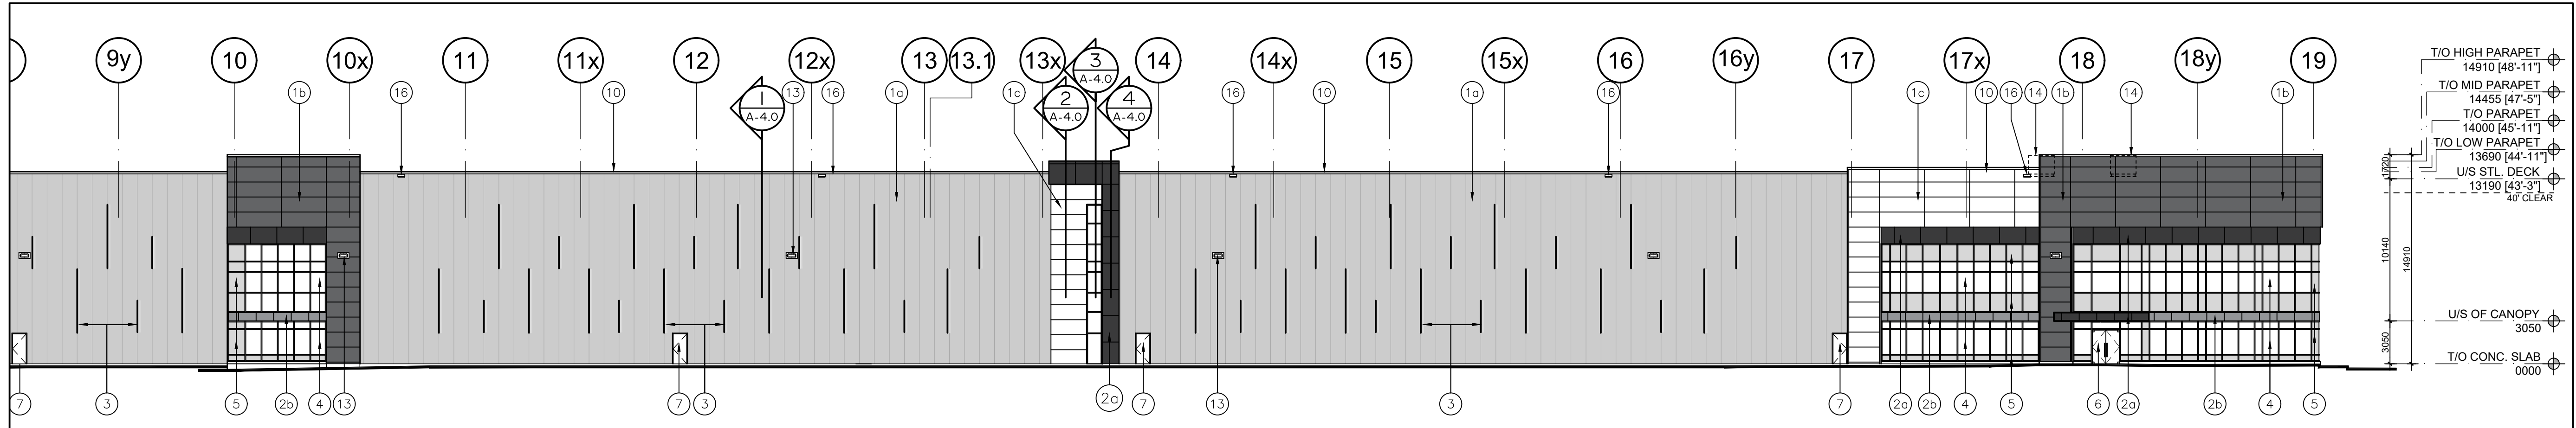 9y 10 10x 11 11x 12 12x 13 13.1 13x 14 14x 15 15x 16 16y 17 17x 18 18y 19
3
A-4.0
1b 16 10 1 13 16 1a 1c 2 4 16 10 1a 16 1c 10 16 14 1b 14 1b
A-4.0 A-4.0 A-4.0
T/O HIGH PARAPET
14910 [48'-11"]
T/O MID PARAPET
14455 [47'-5"]
T/O PARAPET
14000 [45'-11"]
T/O LOW PARAPET
13690 [44'-11"]
U/S STL. DECK
13190 [43'-3"]
40' CLEAR
1720
10140
14910
3050
U/S OF CANOPY
3050
T/O CONC. SLAB
0000
7 3 5 2b 4 13 7 3 2a 7 13 3 7 2a 2b 4 5 6 2a 2b 4 5